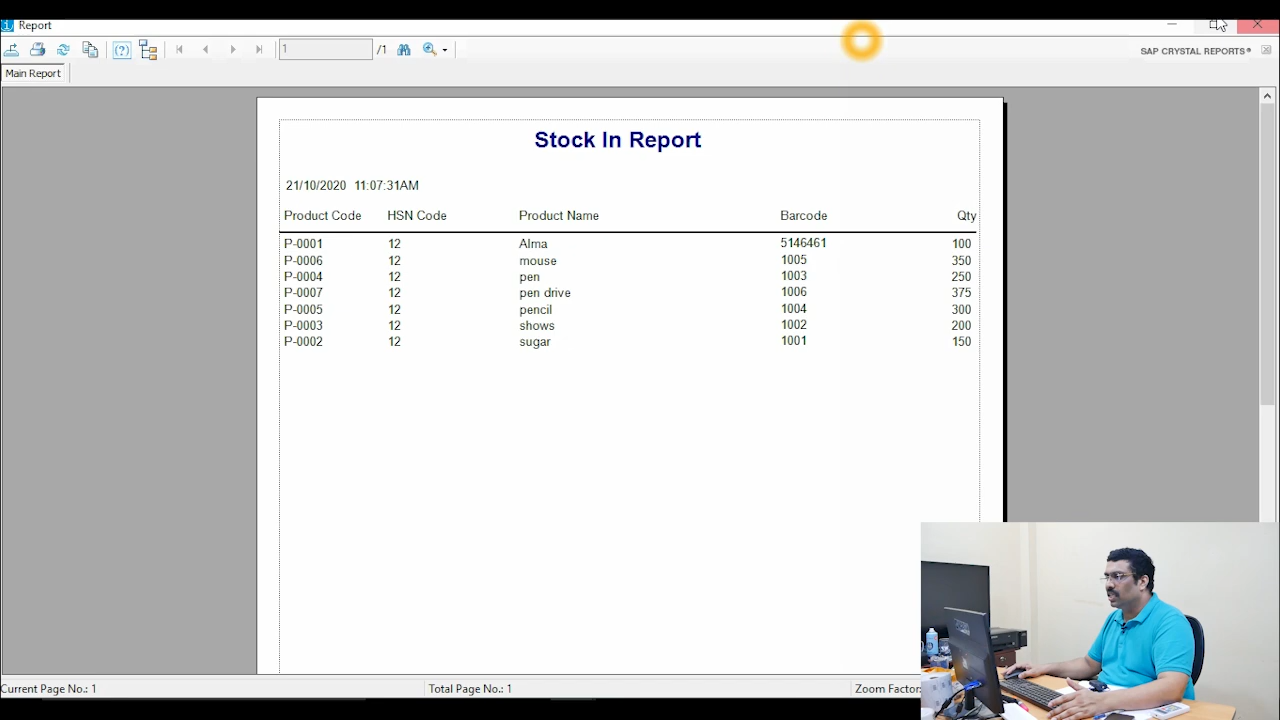 Report
1 /1 SAP CRYSTAL REPORTS®
Main Report
Stock In Report
21/10/2020 11:07:31AM
Product Code HSN Code Product Name Barcode Qty
P-0001 12 Alma 5146461 100
P-0006 12 mouse 1005 350
P-0004 12 pen 1003 250
P-0007 12 pen drive 1006 375
P-0005 12 pencil 1004 300
P-0003 12 shows 1002 200
P-0002 12 sugar 1001 150
Current Page No.: 1 Total Page No.: 1 Zoom Factor: